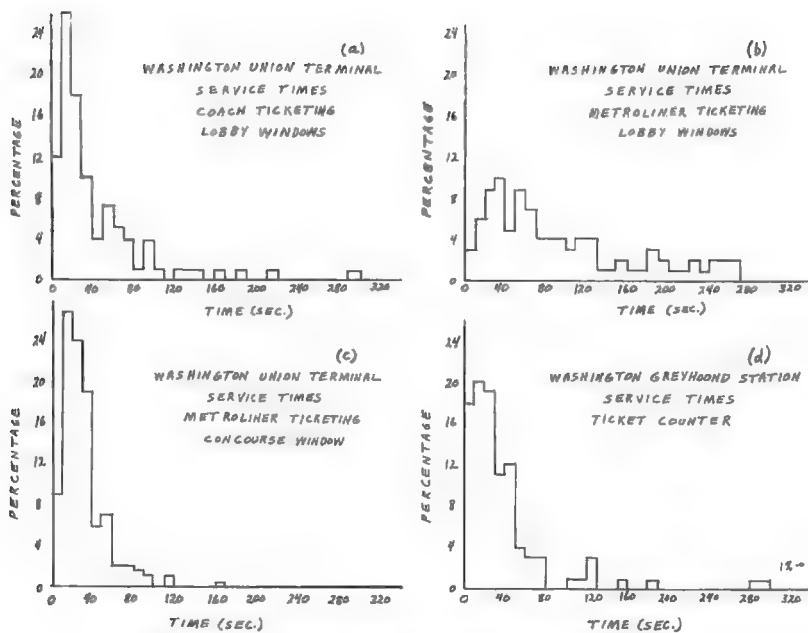 (a)
WASHINGTON UNION TERMINAL
SERVICE TIMES
COACH TICKETING
LOBBY WINDOWS
PERCENTAGE
24
20
16
12
8
4
0
0 40 80 120 160 200 240 280 320
TIME (SEC.)
(b)
WASHINGTON UNION TERMINAL
SERVICE TIMES
METROLINER TICKETING
LOBBY WINDOWS
PERCENTAGE
24
20
16
12
8
4
0
0 40 80 120 160 200 240 280 320
TIME (SEC.)
(c)
WASHINGTON UNION TERMINAL
SERVICE TIMES
METROLINER TICKETING
CONCOURSE WINDOW
PERCENTAGE
24
20
16
12
8
4
0
0 40 80 120 160 200 240 280 320
TIME (SEC.)
(d)
WASHINGTON GREYHOUND STATION
SERVICE TIMES
TICKET COUNTER
PERCENTAGE
24
20
16
12
8
4
0
1%→
0 40 80 120 160 200 240 280 320
TIME (SEC.)